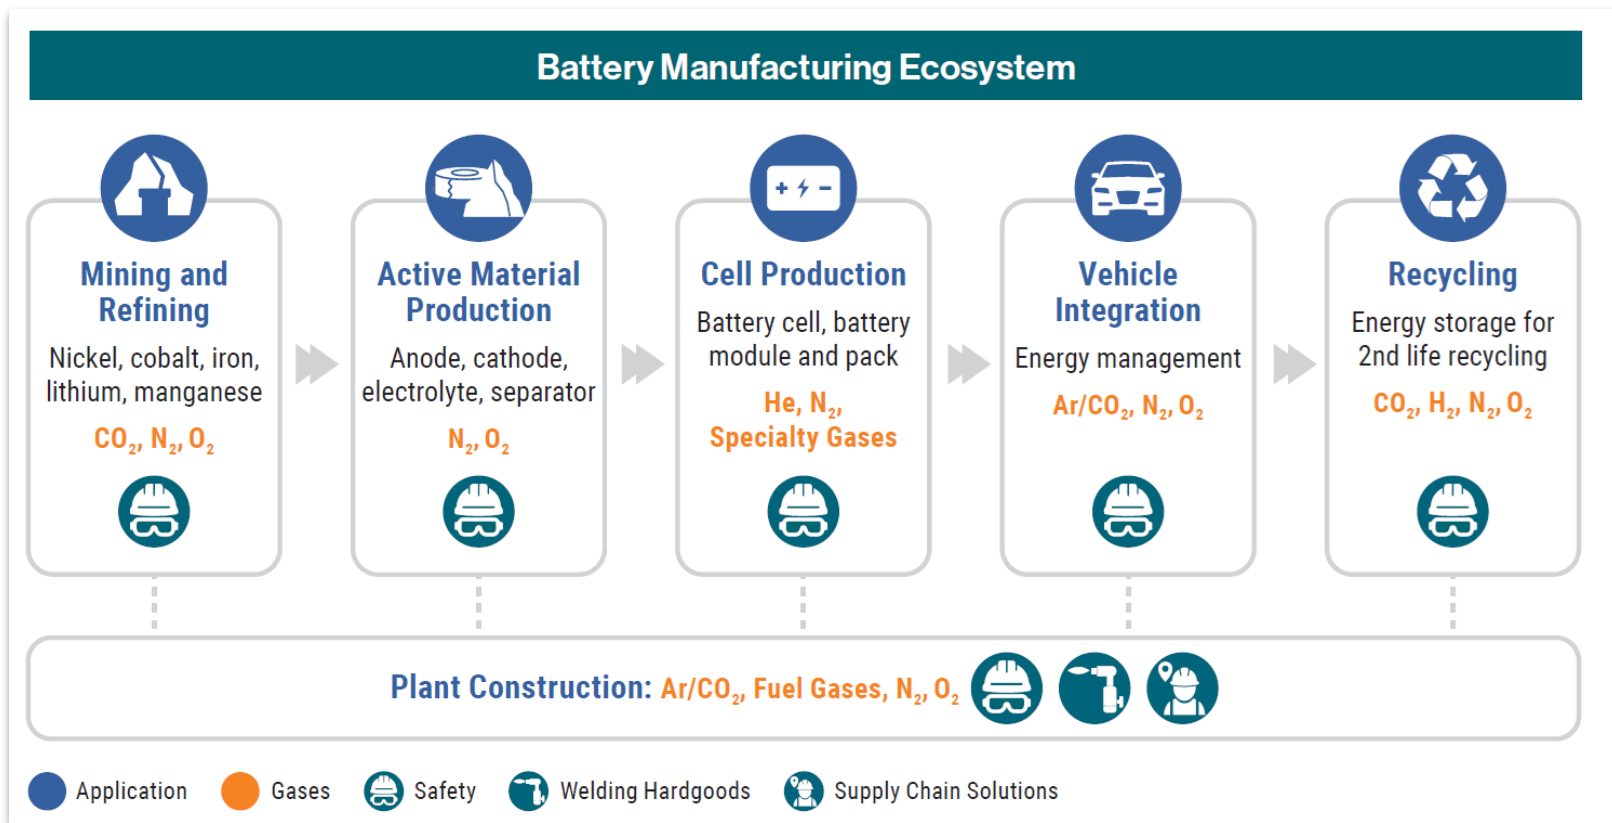 Battery Manufacturing Ecosystem
Mining and
Refining
Nickel, cobalt, iron,
lithium, manganese
CO₂, N₂, O₂
Active Material
Production
Anode, cathode,
electrolyte, separator
N₂, O₂
+ -
Cell Production
Battery cell, battery
module and pack
He, N₂,
Specialty Gases
Vehicle
Integration
Energy management
Ar/CO₂, N₂, O₂
Recycling
Energy storage for
2nd life recycling
CO₂, H₂, N₂, O₂
Plant Construction: Ar/CO₂, Fuel Gases, N₂, O₂
Application
Gases
Safety
Welding Hardgoods
Supply Chain Solutions